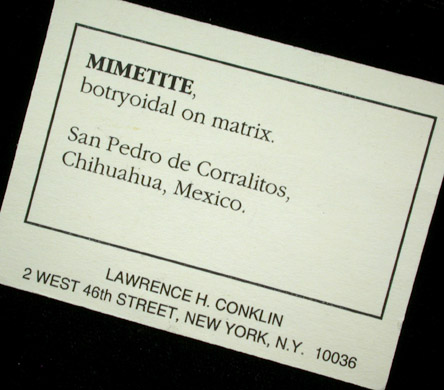 MIMETITE,
botryoidal on matrix.
San Pedro de Corralitos,
Chihuahua, Mexico.
LAWRENCE H. CONKLIN
2 WEST 46th STREET, NEW YORK, N.Y. 10036